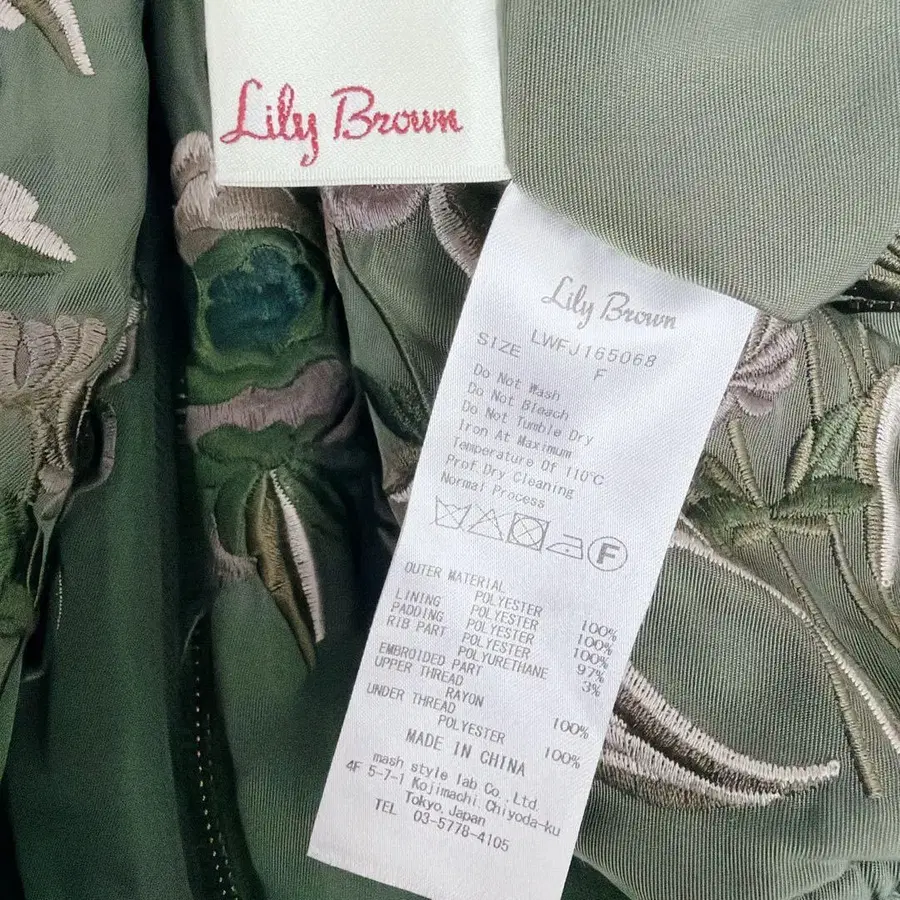 Lily Brown
Lily Brown
LWFJ165068
SIZE F
Do Not Wash
Do Not Bleach
Do Not Tumble Dry
Iron At Maximum
Temperature Of 110℃
Prof.Dry Cleaning
Normal Process
F
OUTER MATERIAL
POLYESTER 100%
LINING POLYESTER 100%
PADDING POLYESTER 100%
RIB PART POLYESTER 97%
POLYURETHANE 3%
EMBROIDED PART
UPPER THREAD
RAYON 100%
UNDER THREAD
POLYESTER 100%
MADE IN CHINA
mash style lab Co.,Ltd.
4F 5-7-1 Kojimachi,Chiyoda-ku
Tokyo,Japan
TEL 03-5778-4105